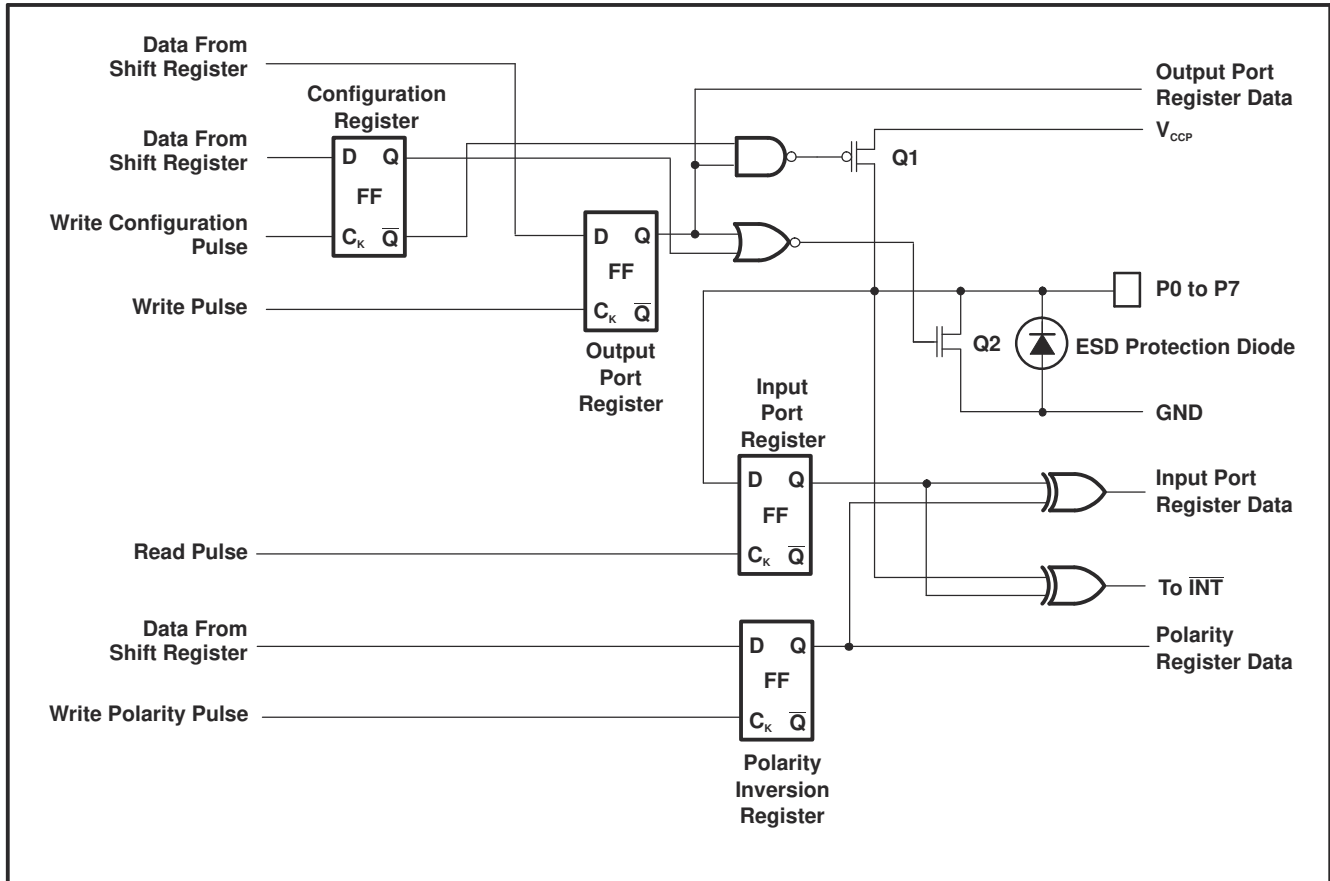 Data From
Shift Register
Configuration
Register
Data From
Shift Register
D Q
FF
CK Q̅
Write Configuration
Pulse
Write Pulse
D Q
FF
CK Q̅
Output
Port
Register
Output Port
Register Data
VCCP
Q1
P0 to P7
Q2
ESD Protection Diode
GND
Input
Port
Register
D Q
FF
CK Q̅
Read Pulse
Input Port
Register Data
To I̅N̅T̅
Data From
Shift Register
D Q
FF
CK Q̅
Write Polarity Pulse
Polarity
Inversion
Register
Polarity
Register Data